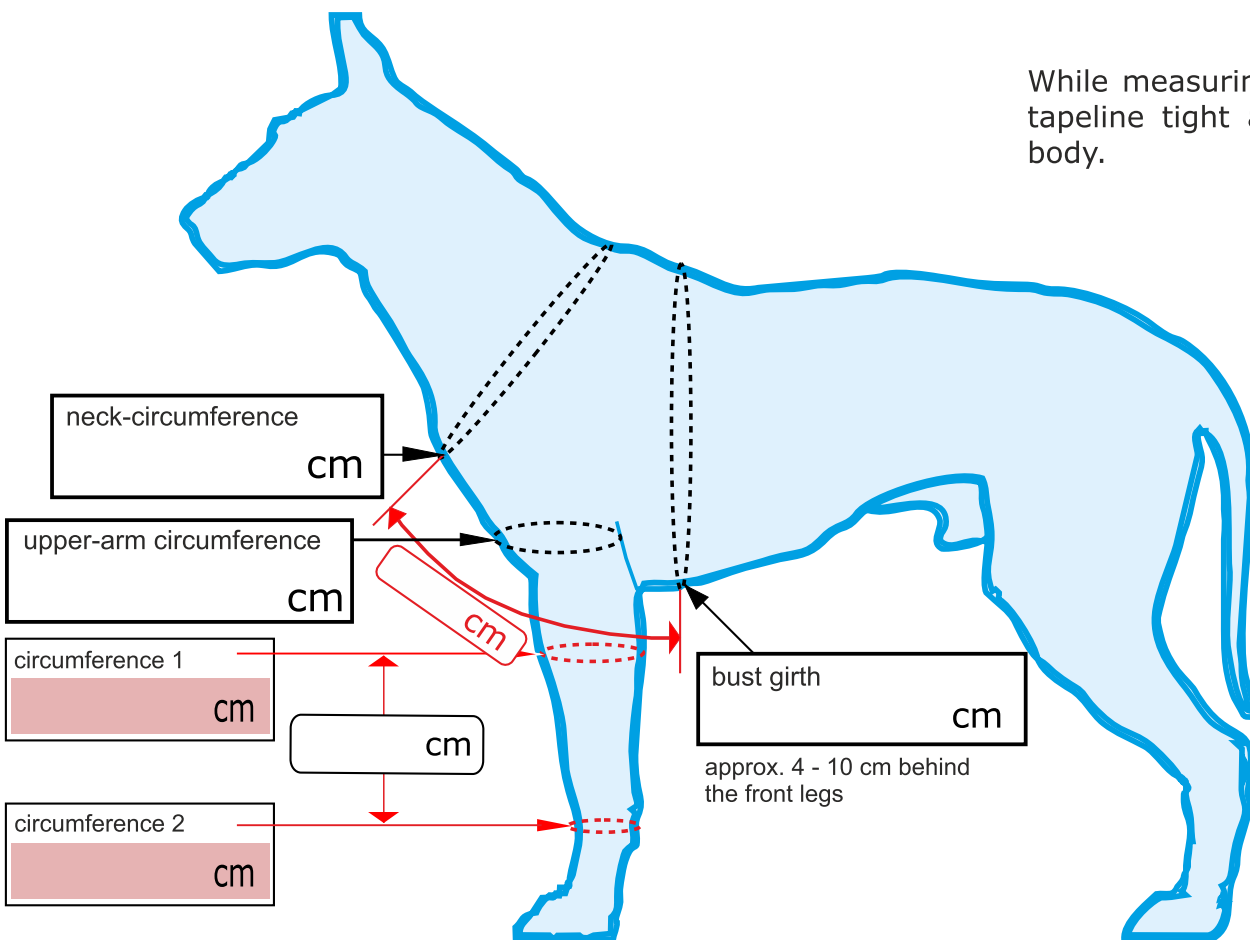 While measurin
tapeline tight a
body.
neck-circumference
cm
upper-arm circumference
cm
cm
circumference 1
cm
cm
bust girth
cm
approx. 4 - 10 cm behind
the front legs
circumference 2
cm